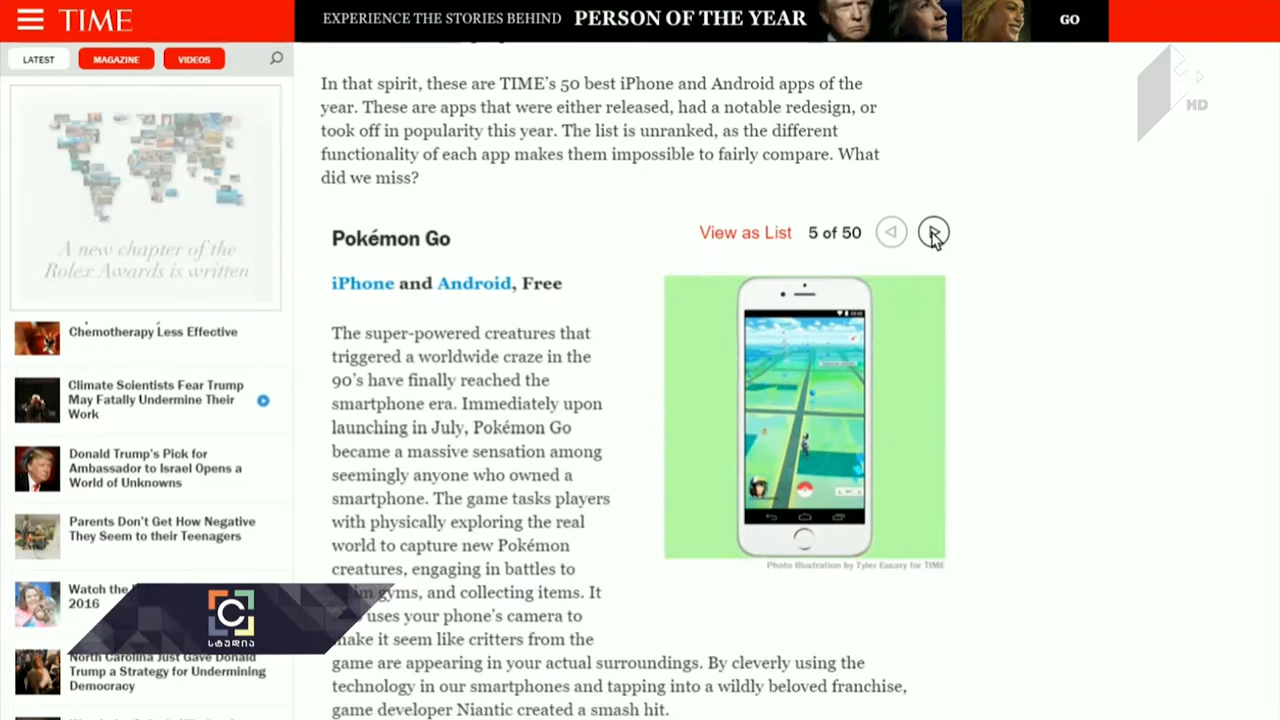 TIME
EXPERIENCE THE STORIES BEHIND PERSON OF THE YEAR
GO
LATEST
MAGAZINE
VIDEOS
HD
A new chapter of the
Rolex Awards is written
Chemotherapy Less Effective
Climate Scientists Fear Trump
May Fatally Undermine Their
Work
Donald Trump's Pick for
Ambassador to Israel Opens a
World of Unknowns
Parents Don't Get How Negative
They Seem to their Teenagers
Watch the
2016
North Carolina Just Gave Donald
Trump a Strategy for Undermining
Democracy
In that spirit, these are TIME's 50 best iPhone and Android apps of the
year. These are apps that were either released, had a notable redesign, or
took off in popularity this year. The list is unranked, as the different
functionality of each app makes them impossible to fairly compare. What
did we miss?
Pokémon Go
View as List 5 of 50
iPhone and Android, Free
The super-powered creatures that
triggered a worldwide craze in the
90's have finally reached the
smartphone era. Immediately upon
launching in July, Pokémon Go
became a massive sensation among
seemingly anyone who owned a
smartphone. The game tasks players
with physically exploring the real
world to capture new Pokémon
creatures, engaging in battles to
gyms, and collecting items. It
uses your phone's camera to
make it seem like critters from the
game are appearing in your actual surroundings. By cleverly using the
technology in our smartphones and tapping into a wildly beloved franchise,
game developer Niantic created a smash hit.
Photo Illustration by Tyler Essary for TIME
C
სტუდია